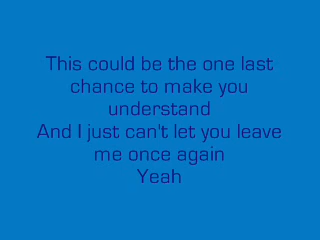 This could be the one last
chance to make you
understand
And I just can't let you leave
me once again
Yeah